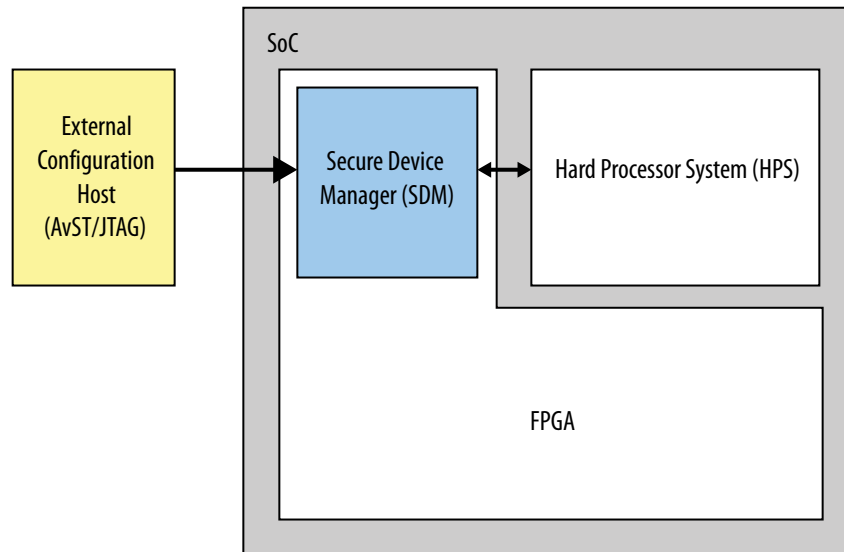 SoC
External
Configuration
Host
(AvST/JTAG)
Secure Device
Manager (SDM)
Hard Processor System (HPS)
FPGA